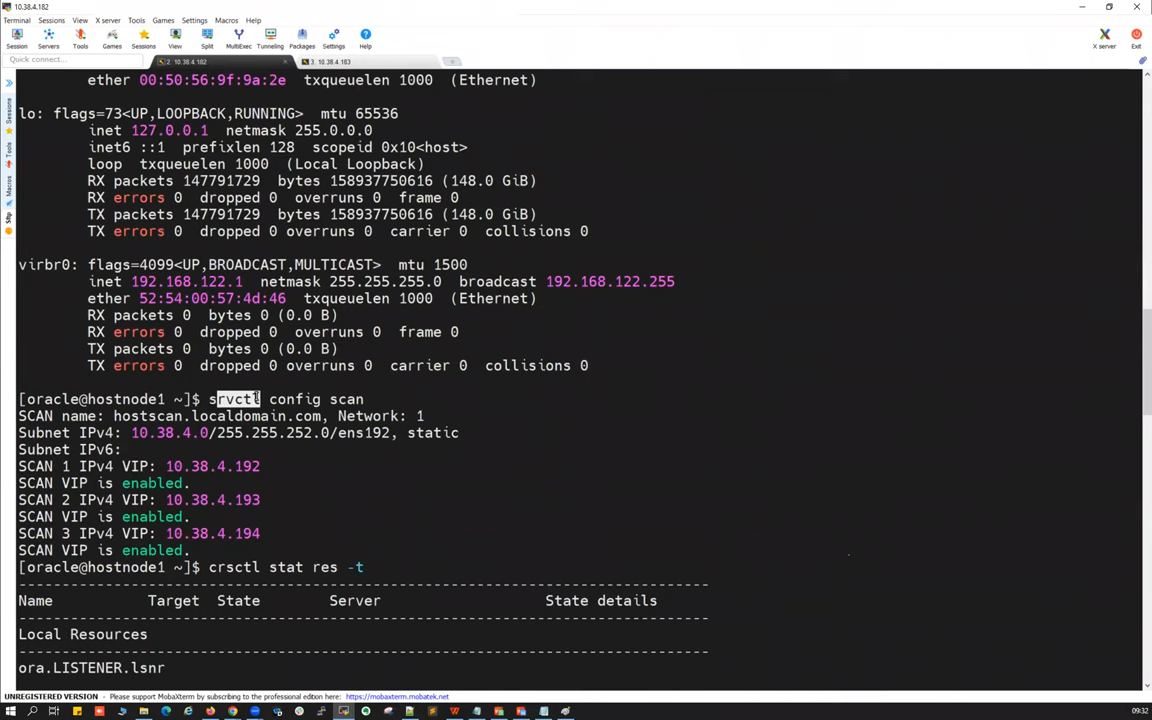 10.38.4.182
Terminal Sessions View X server Tools Games Settings Macros Help
Session Servers Tools Games Sessions View Split MultiExec Tunneling Packages Settings Help X server Exit
Quick connect...
2. 10.38.4.182
3. 10.38.4.183
Sessions
Tools
Macros
Sftp
ether 00:50:56:9f:9a:2e txqueuelen 1000 (Ethernet)
lo: flags=73<UP,LOOPBACK,RUNNING> mtu 65536
inet 127.0.0.1 netmask 255.0.0.0
inet6 ::1 prefixlen 128 scopeid 0x10<host>
loop txqueuelen 1000 (Local Loopback)
RX packets 147791729 bytes 158937750616 (148.0 GiB)
RX errors 0 dropped 0 overruns 0 frame 0
TX packets 147791729 bytes 158937750616 (148.0 GiB)
TX errors 0 dropped 0 overruns 0 carrier 0 collisions 0
virbr0: flags=4099<UP,BROADCAST,MULTICAST> mtu 1500
inet 192.168.122.1 netmask 255.255.255.0 broadcast 192.168.122.255
ether 52:54:00:57:4d:46 txqueuelen 1000 (Ethernet)
RX packets 0 bytes 0 (0.0 B)
RX errors 0 dropped 0 overruns 0 frame 0
TX packets 0 bytes 0 (0.0 B)
TX errors 0 dropped 0 overruns 0 carrier 0 collisions 0
[oracle@hostnode1 ~]$ srvctl config scan
SCAN name: hostscan.localdomain.com, Network: 1
Subnet IPv4: 10.38.4.0/255.255.252.0/ens192, static
Subnet IPv6:
SCAN 1 IPv4 VIP: 10.38.4.192
SCAN VIP is enabled.
SCAN 2 IPv4 VIP: 10.38.4.193
SCAN VIP is enabled.
SCAN 3 IPv4 VIP: 10.38.4.194
SCAN VIP is enabled.
[oracle@hostnode1 ~]$ crsctl stat res -t
--------------------------------------------------------------------------------
Name Target State Server State details
--------------------------------------------------------------------------------
Local Resources
--------------------------------------------------------------------------------
ora.LISTENER.lsnr
UNREGISTERED VERSION - Please support MobaXterm by subscribing to the professional edition here: https://mobaxterm.mobatek.net
09:32